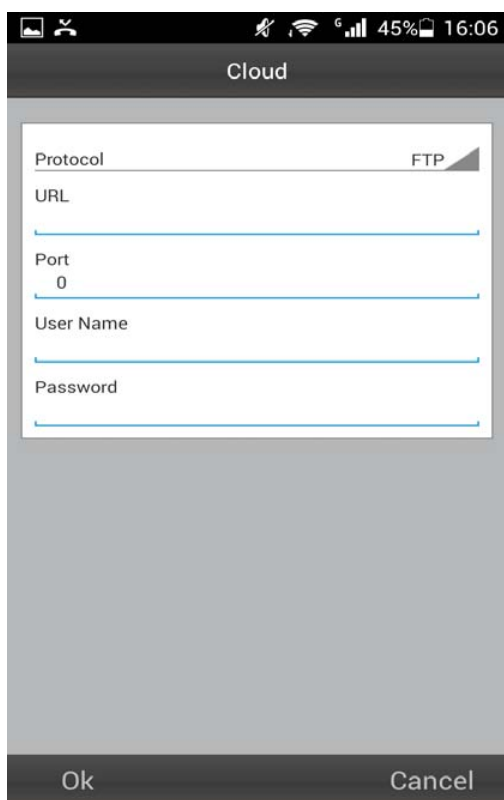 G 45% 16:06
Cloud
Protocol FTP
URL
Port
0
User Name
Password
Ok Cancel